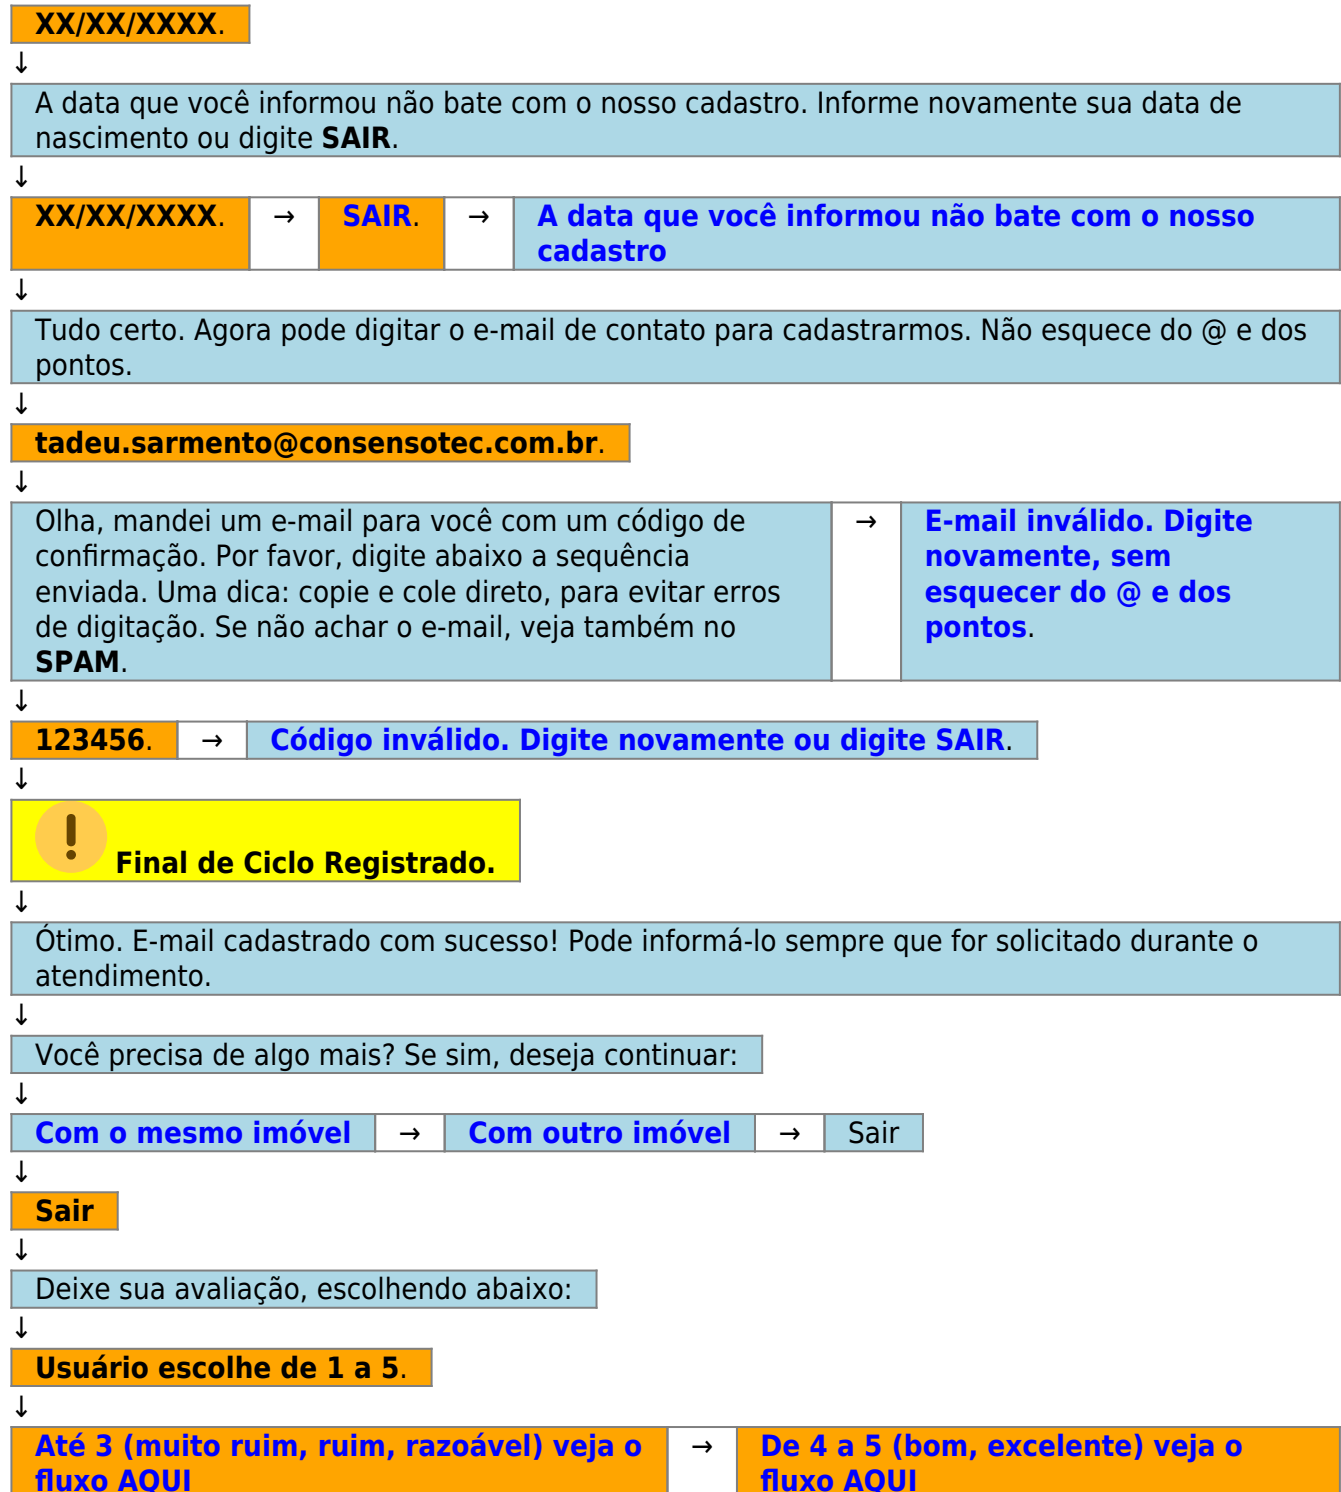 XX/XX/XXXX.
↓
A data que você informou não bate com o nosso cadastro. Informe novamente sua data de
nascimento ou digite SAIR.
↓
XX/XX/XXXX. → SAIR. → A data que você informou não bate com o nosso
cadastro
↓
Tudo certo. Agora pode digitar o e-mail de contato para cadastrarmos. Não esquece do @ e dos
pontos.
↓
tadeu.sarmento@consensotec.com.br.
↓
Olha, mandei um e-mail para você com um código de
confirmação. Por favor, digite abaixo a sequência
enviada. Uma dica: copie e cole direto, para evitar erros
de digitação. Se não achar o e-mail, veja também no
SPAM.
→
E-mail inválido. Digite
novamente, sem
esquecer do @ e dos
pontos.
↓
123456. → Código inválido. Digite novamente ou digite SAIR.
↓
Final de Ciclo Registrado.
↓
Ótimo. E-mail cadastrado com sucesso! Pode informá-lo sempre que for solicitado durante o
atendimento.
↓
Você precisa de algo mais? Se sim, deseja continuar:
↓
Com o mesmo imóvel → Com outro imóvel → Sair
↓
Sair
↓
Deixe sua avaliação, escolhendo abaixo:
↓
Usuário escolhe de 1 a 5.
↓
Até 3 (muito ruim, ruim, razoável) veja o
fluxo AQUI
→
De 4 a 5 (bom, excelente) veja o
fluxo AQUI